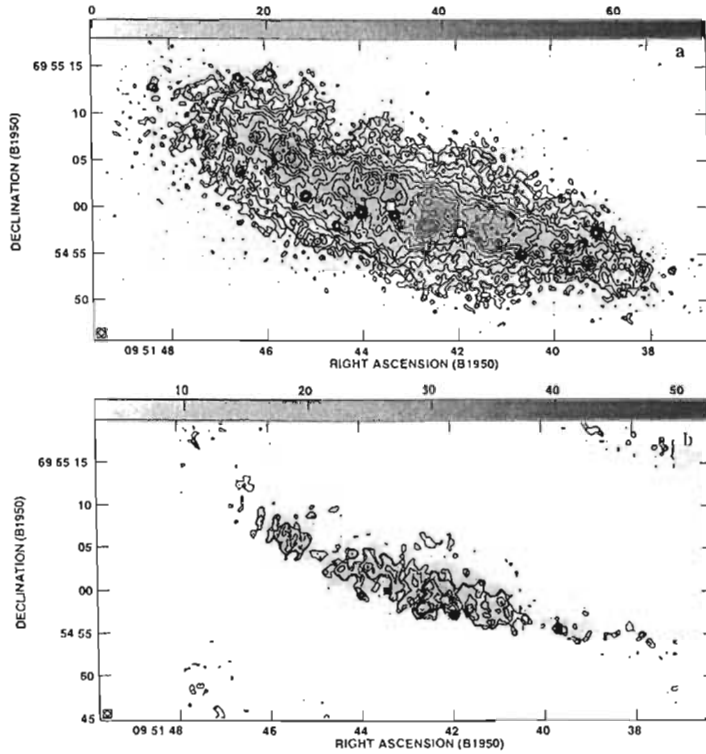 0 20 40 60
a
69 55 15
10
05
00
54 55
50
DECLINATION (B1950)
09 51 48 46 44 42 40 38
RIGHT ASCENSION (B1950)
10 20 30 40 50
b
69 55 15
10
05
00
54 55
50
45
DECLINATION (B1950)
09 51 48 46 44 42 40 38
RIGHT ASCENSION (B1950)